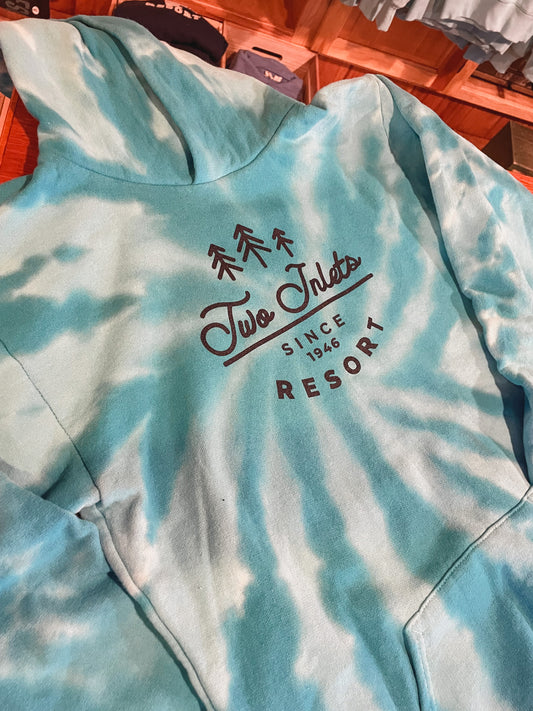 Two Inlets
SINCE
1946
RESORT